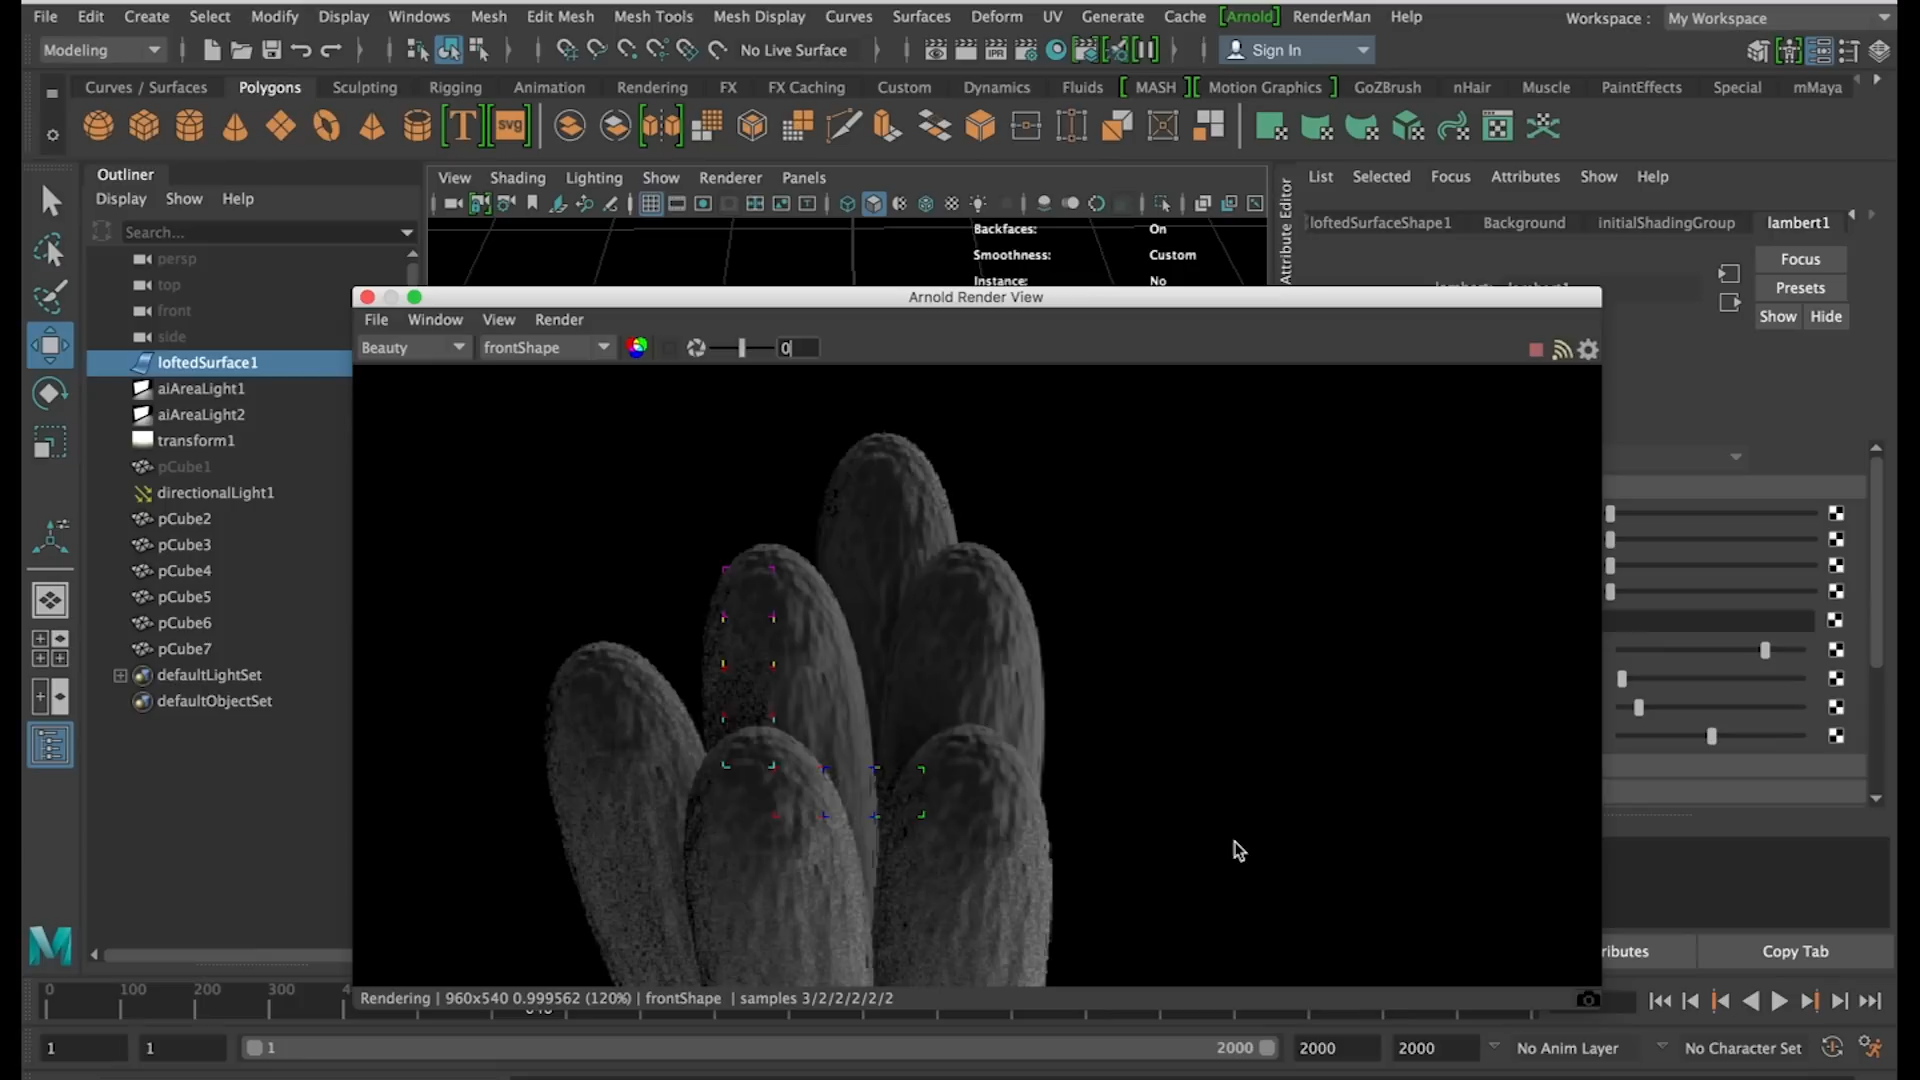 File Edit Create Select Modify Display Windows Mesh Edit Mesh Mesh Tools Mesh Display Curves Surfaces Deform UV Generate Cache [Arnold] RenderMan Help Workspace : My Workspace
Modeling No Live Surface IPR Sign In
Curves / Surfaces Polygons Sculpting Rigging Animation Rendering FX FX Caching Custom Dynamics Fluids [ MASH ][ Motion Graphics ] GoZBrush nHair Muscle PaintEffects Special mMaya
T svg
Outliner
Display Show Help
Search...
persp
top
front
side
loftedSurface1
aiAreaLight1
aiAreaLight2
transform1
pCube1
directionalLight1
pCube2
pCube3
pCube4
pCube5
pCube6
pCube7
defaultLightSet
defaultObjectSet
View Shading Lighting Show Renderer Panels
Backfaces: On
Smoothness: Custom
Instance: No
Arnold Render View
File Window View Render
Beauty frontShape 0
Rendering | 960x540 0.999562 (120%) | frontShape | samples 3/2/2/2/2/2
Attribute Editor
List Selected Focus Attributes Show Help
loftedSurfaceShape1 Background initialShadingGroup lambert1
Focus
Presets
Show Hide
ributes Copy Tab
0 100 200 300 4
1 1 1 2000 2000 2000 No Anim Layer No Character Set